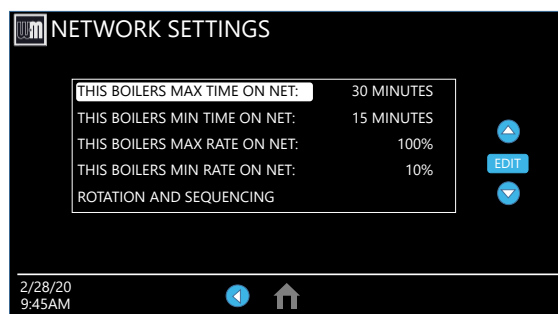 wm NETWORK SETTINGS
THIS BOILERS MAX TIME ON NET: 30 MINUTES
THIS BOILERS MIN TIME ON NET: 15 MINUTES
THIS BOILERS MAX RATE ON NET: 100%
THIS BOILERS MIN RATE ON NET: 10%
ROTATION AND SEQUENCING
EDIT
2/28/20
9:45AM